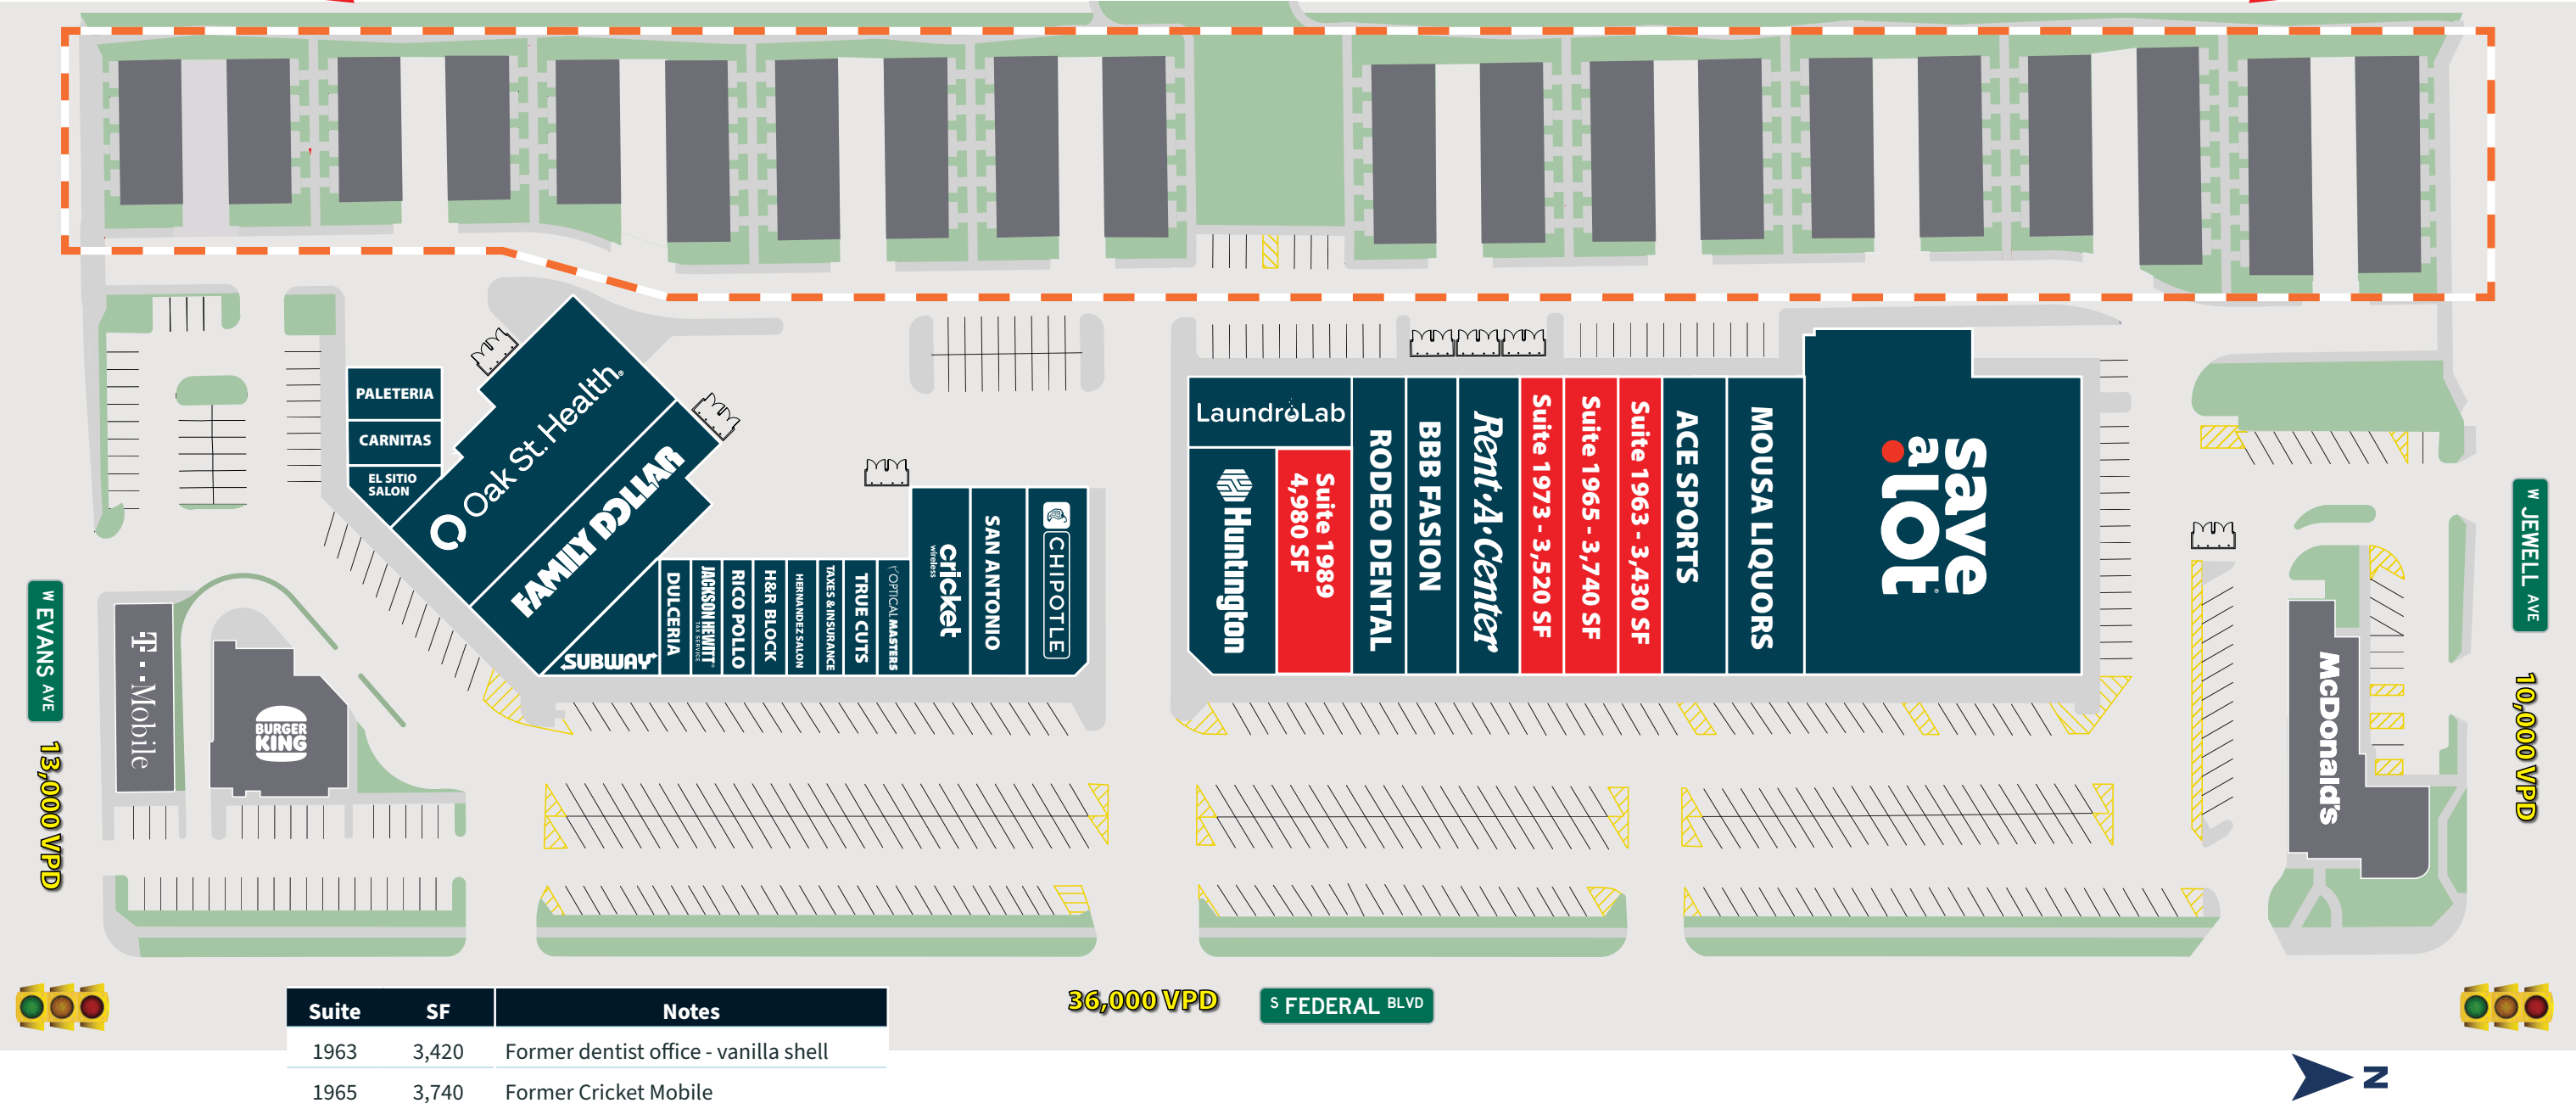 PALETERIA
CARNITAS
EL SITIO
SALON
Oak St. Health
FAMILY DOLLAR
SUBWAY
DULCERIA
JACKSON HEWITT
TAX SERVICE
RICO POLLO
H&R BLOCK
HERNANDEZ SALON
TAXES & INSURANCE
TRUE CUTS
OPTICAL MASTERS
cricket
wireless
SAN ANTONIO
CHIPOTLE
LaundroLab
Huntington
Suite 1989
4,980 SF
RODEO DENTAL
BBB FASION
Rent-A-Center
Suite 1973 - 3,520 SF
Suite 1965 - 3,740 SF
Suite 1963 - 3,430 SF
ACE SPORTS
MOUSA LIQUORS
save
a lot
T··Mobile
BURGER
KING
McDonald's
W EVANS AVE
13,000 VPD
W JEWELL AVE
10,000 VPD
36,000 VPD
S FEDERAL BLVD
Suite SF Notes
1963 3,420 Former dentist office - vanilla shell
1965 3,740 Former Cricket Mobile
N